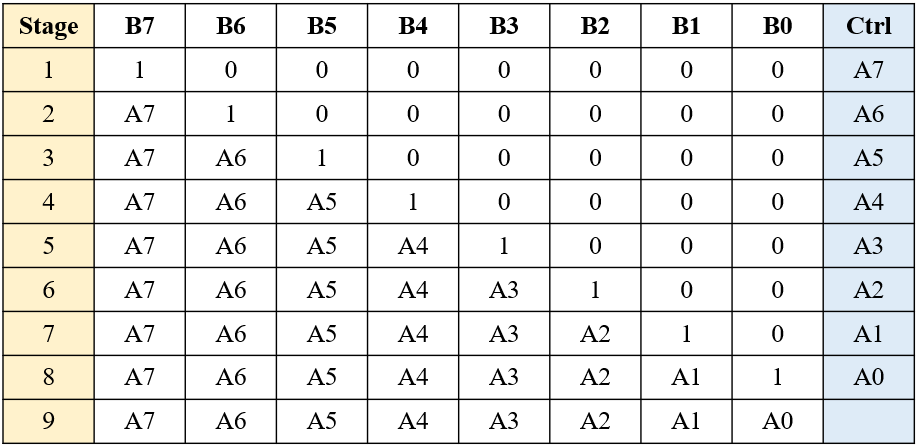 Stage B7 B6 B5 B4 B3 B2 B1 B0 Ctrl
1 1 0 0 0 0 0 0 0 A7
2 A7 1 0 0 0 0 0 0 A6
3 A7 A6 1 0 0 0 0 0 A5
4 A7 A6 A5 1 0 0 0 0 A4
5 A7 A6 A5 A4 1 0 0 0 A3
6 A7 A6 A5 A4 A3 1 0 0 A2
7 A7 A6 A5 A4 A3 A2 1 0 A1
8 A7 A6 A5 A4 A3 A2 A1 1 A0
9 A7 A6 A5 A4 A3 A2 A1 A0